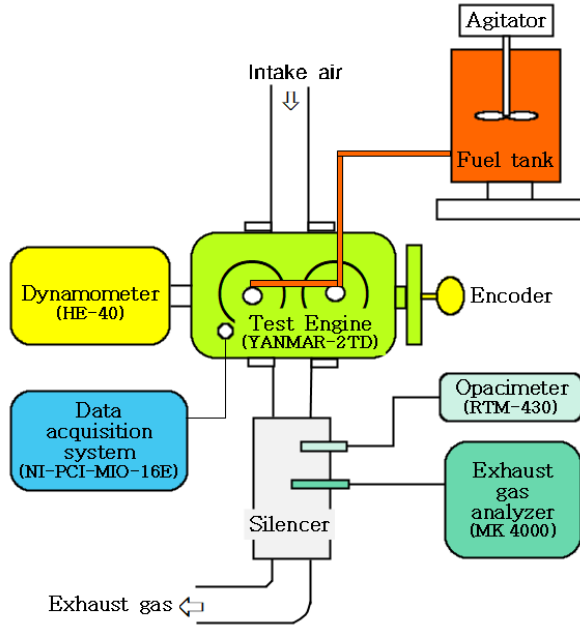 Agitator
Intake air
Fuel tank
Dynamometer
(HE-40)
Test Engine
(YANMAR-2TD)
Encoder
Data
acquisition
system
(NI-PCI-MIO-16E)
Opacimeter
(RTM-430)
Exhaust
gas
analyzer
(MK 4000)
Silencer
Exhaust gas